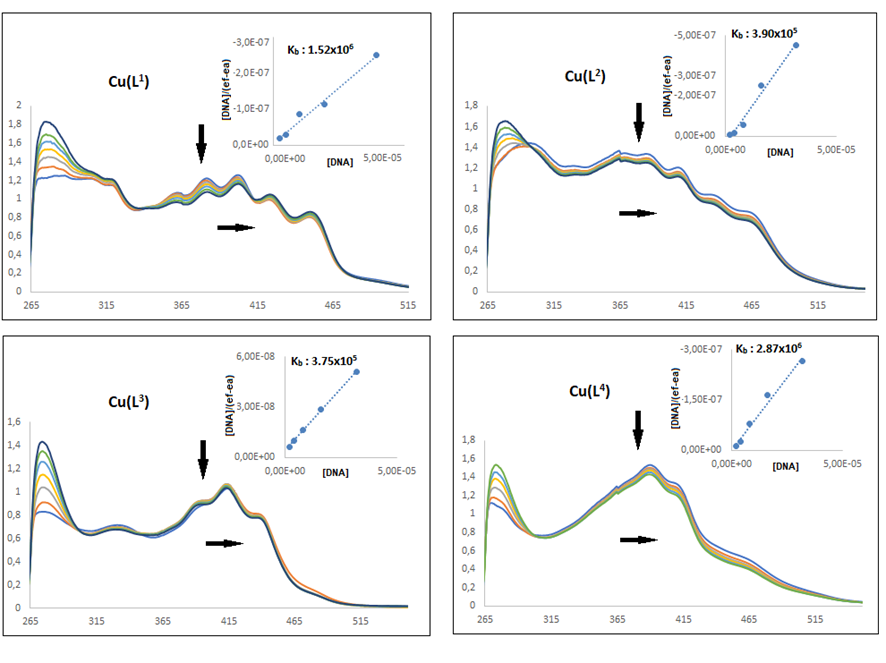 Cu(L¹)
[DNA]/(ef-ea)
-3,0E-07
-2,0E-07
-1,0E-07
0,0E+00
K_b : 1.52x10⁶
0,00E+00
5,00E-05
[DNA]
2
1,8
1,6
1,4
1,2
1
0,8
0,6
0,4
0,2
0
265
315
365
415
465
515
Cu(L²)
[DNA]/(ef-ea)
-5,00E-07
-3,00E-07
-2,00E-07
0,00E+00
K_b : 3.90x10⁵
0,00E+00
5,00E-05
[DNA]
1,8
1,6
1,4
1,2
1
0,8
0,6
0,4
0,2
0
265
315
365
415
465
515
Cu(L³)
[DNA]/(ef-ea)
6,00E-08
3,00E-08
0,00E+00
K_b : 3.75x10⁵
0,00E+00
5,00E-05
[DNA]
1,6
1,4
1,2
1
0,8
0,6
0,4
0,2
0
265
315
365
415
465
515
Cu(L⁴)
[DNA]/(ef-ea)
-3,00E-07
-1,50E-07
0,00E+00
K_b : 2.87x10⁶
0,00E+00
5,00E-05
[DNA]
1,8
1,6
1,4
1,2
1
0,8
0,6
0,4
0,2
0
265
315
365
415
465
515